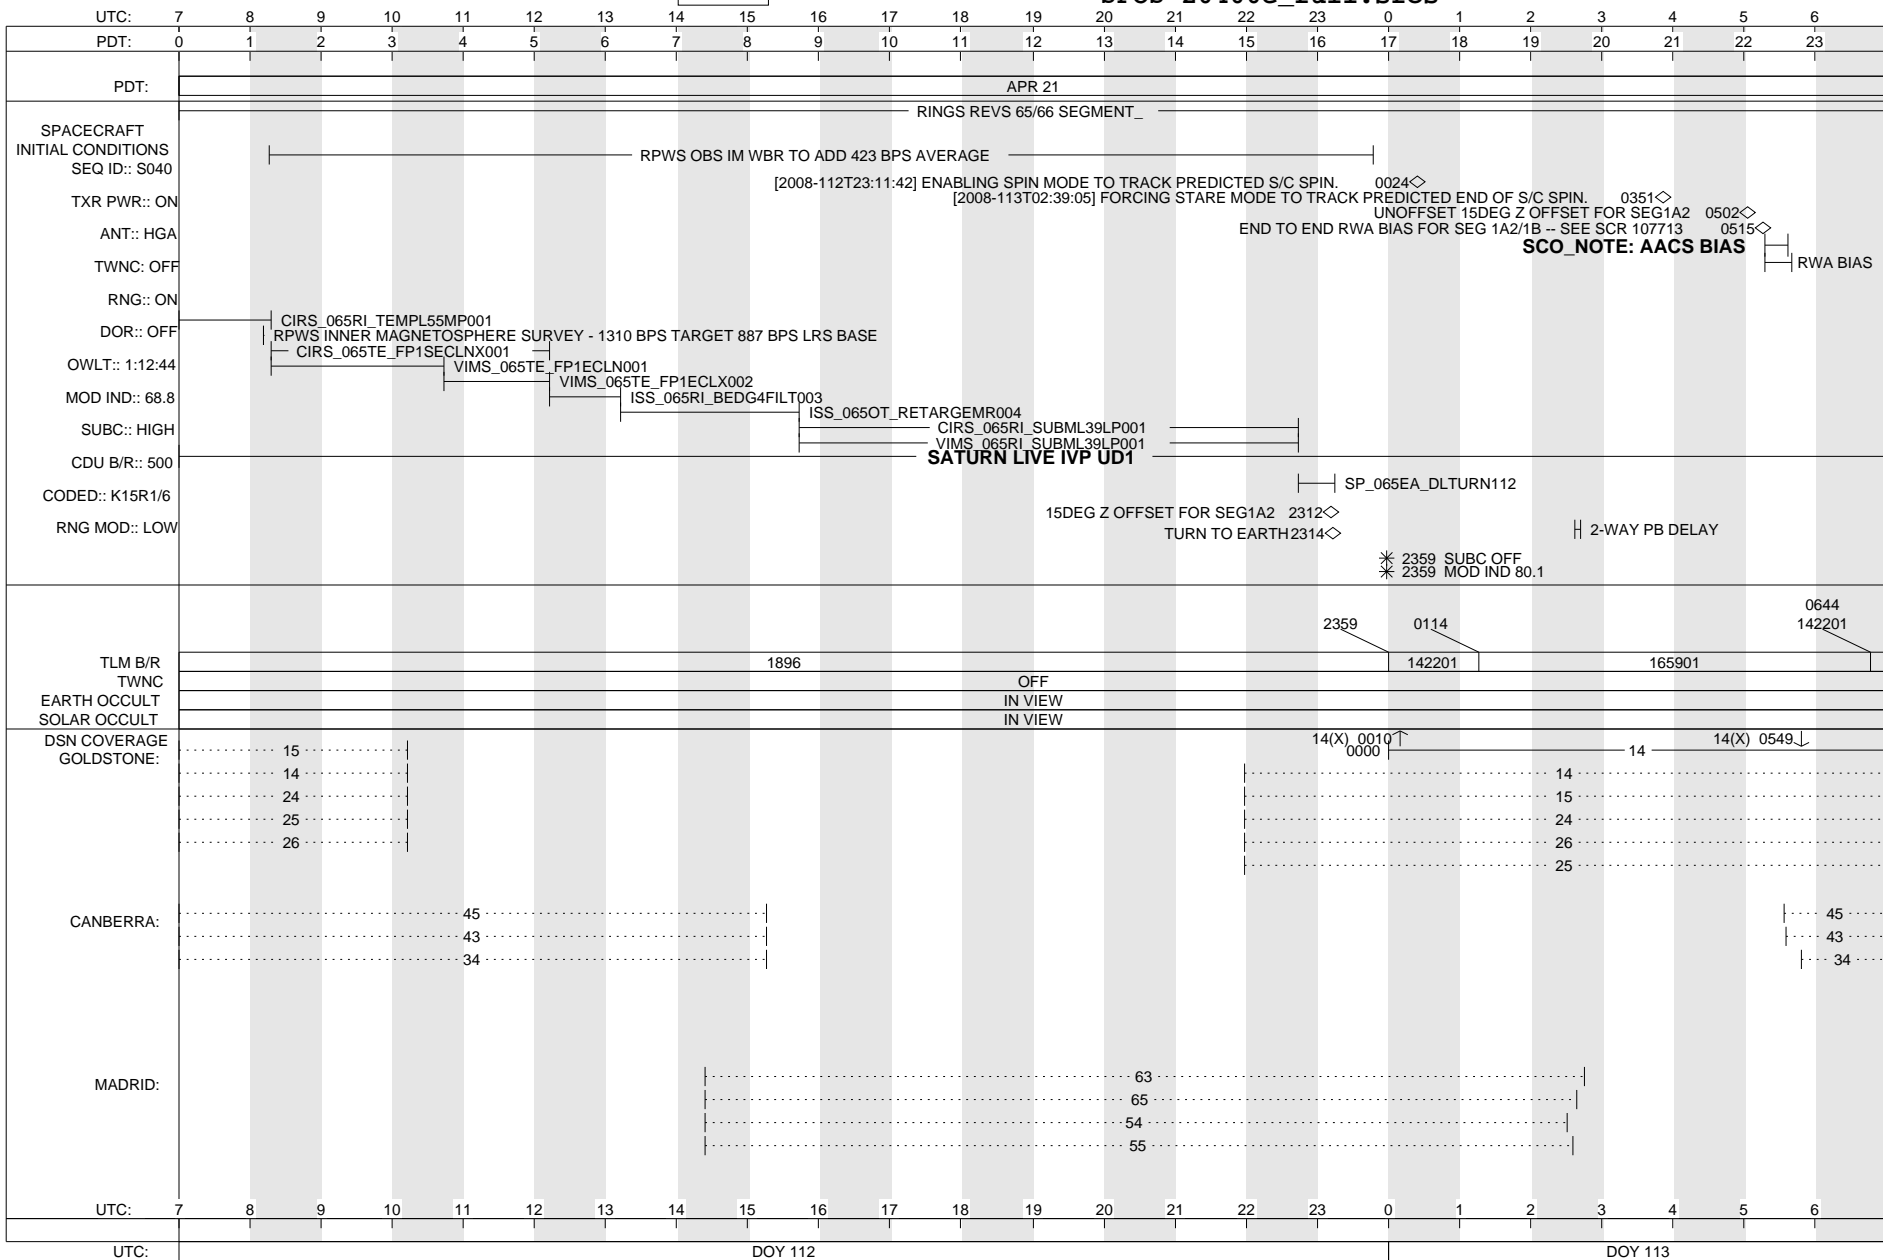 UTC: 7 8 9 10 11 12 13 14 15 16 17 18 19 20 21 22 23 0 1 2 3 4 5 6
PDT: 0 1 2 3 4 5 6 7 8 9 10 11 12 13 14 15 16 17 18 19 20 21 22 23
PDT: APR 21
RINGS REVS 65/66 SEGMENT_
SPACECRAFT
INITIAL CONDITIONS
SEQ ID:: S040
TXR PWR:: ON
ANT:: HGA
TWNC: OFF
RNG:: ON
DOR:: OFF
OWLT:: 1:12:44
MOD IND:: 68.8
SUBC:: HIGH
CDU B/R:: 500
CODED:: K15R1/6
RNG MOD:: LOW
RPWS OBS IM WBR TO ADD 423 BPS AVERAGE
[2008-112T23:11:42] ENABLING SPIN MODE TO TRACK PREDICTED S/C SPIN. 0024
[2008-113T02:39:05] FORCING STARE MODE TO TRACK PREDICTED END OF S/C SPIN. 0351
UNOFFSET 15DEG Z OFFSET FOR SEG1A2 0502
END TO END RWA BIAS FOR SEG 1A2/1B -- SEE SCR 107713 0515
SCO_NOTE: AACS BIAS
RWA BIAS
CIRS_065RI_TEMPL55MP001
RPWS INNER MAGNETOSPHERE SURVEY - 1310 BPS TARGET 887 BPS LRS BASE
CIRS_065TE_FP1SECLNX001
VIMS_065TE_FP1ECLN001
VIMS_065TE_FP1ECLX002
ISS_065RI_BEDG4FILT003
ISS_065OT_RETARGEMR004
CIRS_065RI_SUBML39LP001
VIMS_065RI_SUBML39LP001
SATURN LIVE IVP UD1
SP_065EA_DLTURN112
15DEG Z OFFSET FOR SEG1A2 2312
TURN TO EARTH 2314
2-WAY PB DELAY
2359 SUBC OFF
2359 MOD IND 80.1
0644
2359 0114 142201
TLM B/R 1896 142201 165901
TWNC OFF
EARTH OCCULT IN VIEW
SOLAR OCCULT IN VIEW
DSN COVERAGE
GOLDSTONE:
14(X) 0010 14(X) 0549
15 0000 14
14 14
24 15
25 24
26 26
25
CANBERRA:
45 45
43 43
34 34
MADRID:
63
65
54
55
UTC: 7 8 9 10 11 12 13 14 15 16 17 18 19 20 21 22 23 0 1 2 3 4 5 6
UTC: DOY 112 DOY 113